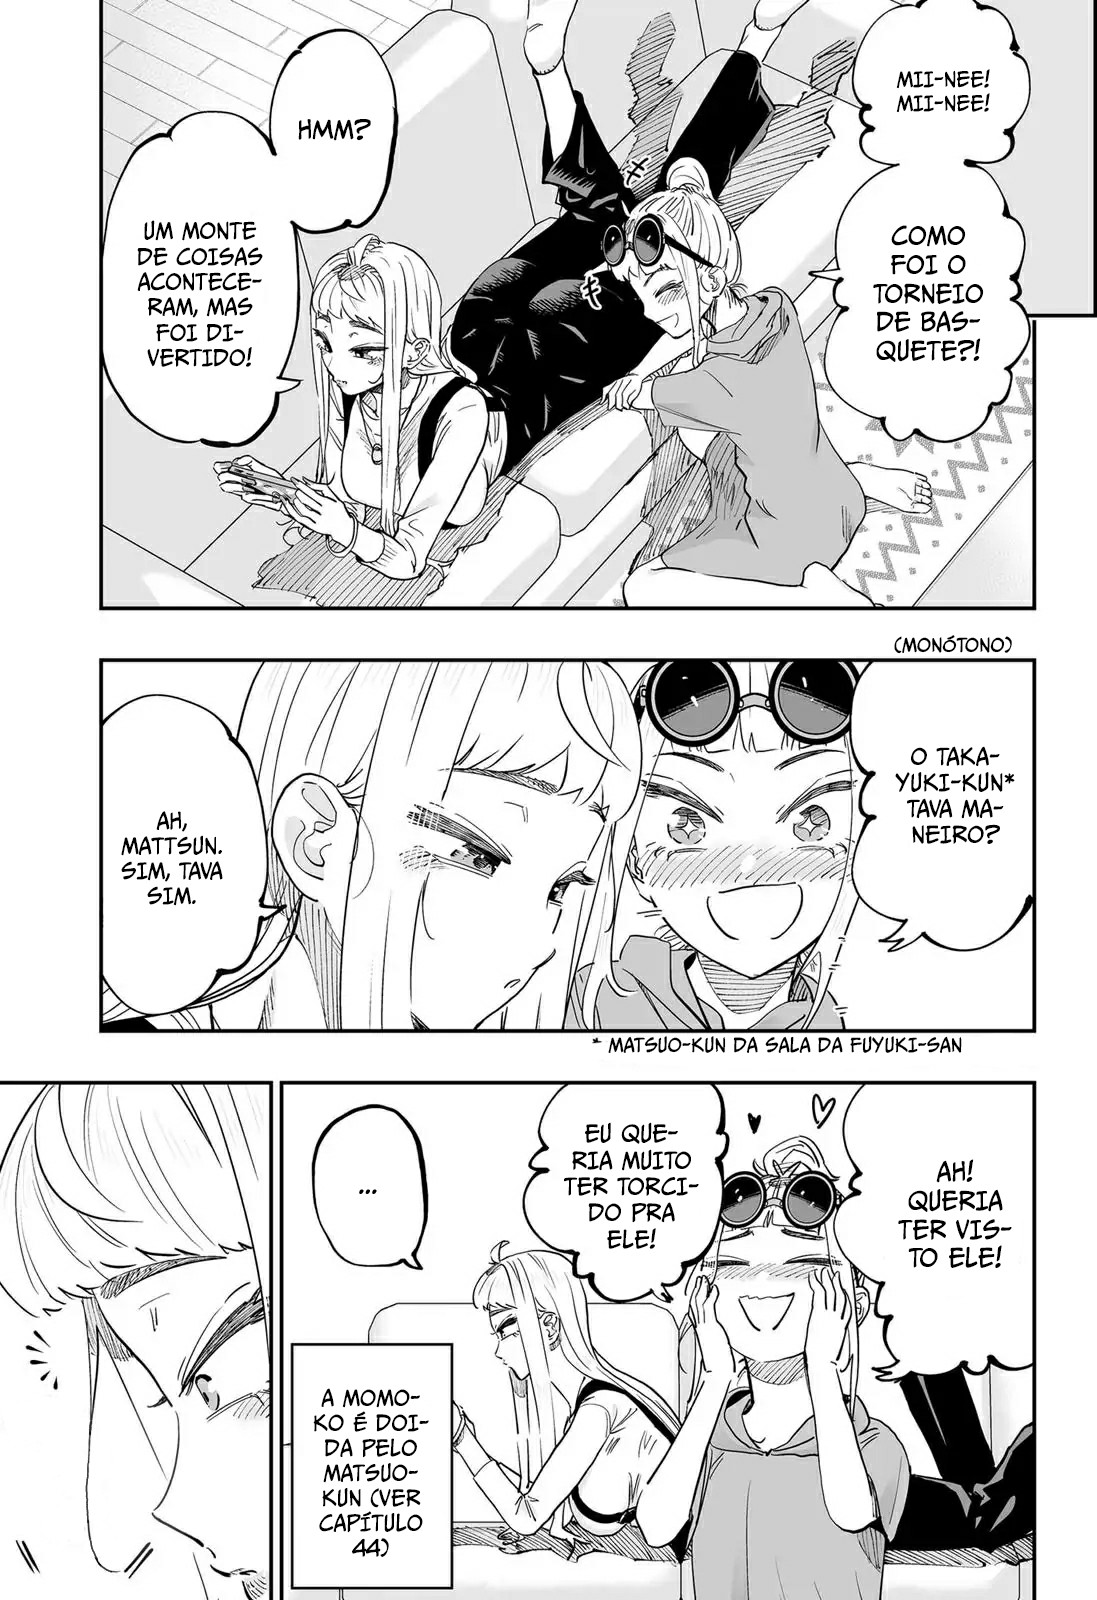 MII-NEE!
MII-NEE!
COMO
FOI O
TORNEIO
DE BAS-
QUETE?!
HMM?
UM MONTE
DE COISAS
ACONTECE-
RAM, MAS
FOI DI-
VERTIDO!
(MONÓTONO)
O TAKA-
YUKI-KUN*
TAVA MA-
NEIRO?
AH,
MATTSUN.
SIM, TAVA
SIM.
* MATSUO-KUN DA SALA DA FUYUKI-SAN
AH!
QUERIA
TER VIS-
TO ELE!
EU QUE-
RIA MUITO
TER TORCI-
DO PRA
ELE!
...
A MOMO-
KO É DOI-
DA PELO
MATSUO-
KUN (VER
CAPÍTULO
44)